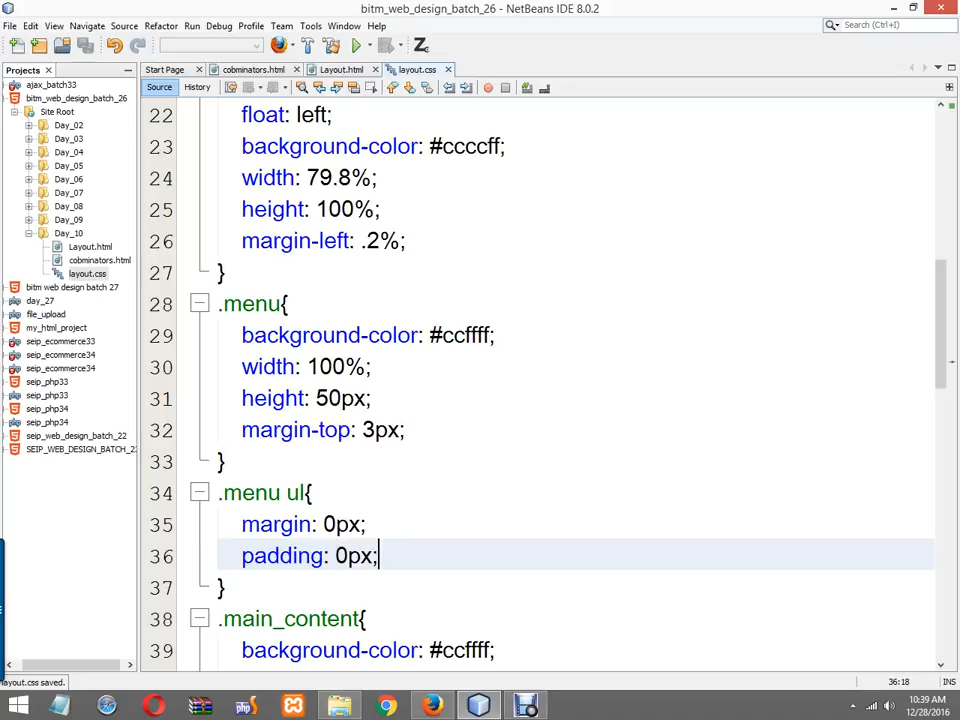 bitm_web_design_batch_26 - NetBeans IDE 8.0.2
File Edit View Navigate Source Refactor Run Debug Profile Team Tools Window Help
Search (Ctrl+I)
Projects
Start Page cobminators.html Layout.html layout.css
Source History
ajax_batch33
bitm_web_design_batch_26
Site Root
Day_02
Day_03
Day_04
Day_05
Day_06
Day_07
Day_08
Day_09
Day_10
Layout.html
cobminators.html
layout.css
bitm web design batch 27
day_27
file_upload
my_html_project
seip_ecommerce33
seip_ecommerce34
seip_ecommerce34
seip_php33
seip_php33
seip_php34
seip_php34
seip_web_design_batch_22
SEIP_WEB_DESIGN_BATCH_2
22 float: left;
23 background-color: #ccccff;
24 width: 79.8%;
25 height: 100%;
26 margin-left: .2%;
27 }
28 .menu{
29 background-color: #ccffff;
30 width: 100%;
31 height: 50px;
32 margin-top: 3px;
33 }
34 .menu ul{
35 margin: 0px;
36 padding: 0px;
37 }
38 .main_content{
39 background-color: #ccffff;
layout.css saved.
36:18 INS
10:39 AM
12/28/2016